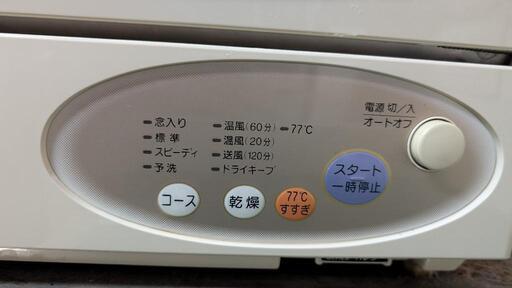 念入り
標準
スピーディ
予洗
温風(60分)
温風(20分)
送風(120分)
ドライキープ
77℃
電源 切/入
オートオフ
コース
乾燥
77℃
すすぎ
スタート
一時停止